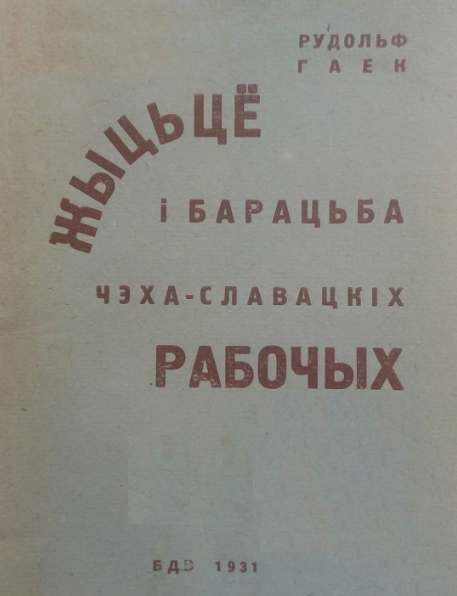 РУДОЛЬФ
ГАЕК
ЖЫЦЬЦЁ
І БАРАЦЬБА
ЧЭХА-СЛАВАЦКІХ
РАБОЧЫХ
БДВ 1931